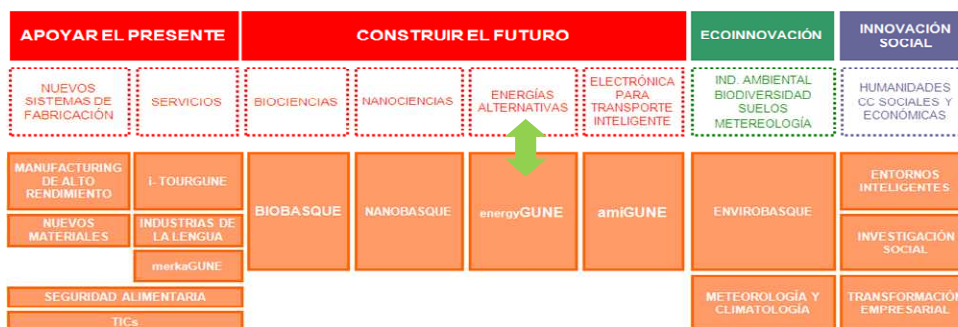 APOYAR EL PRESENTE
CONSTRUIR EL FUTURO
ECOINNOVACIÓN
INNOVACIÓN
SOCIAL
NUEVOS
SISTEMAS DE
FABRICACIÓN
SERVICIOS
BIOCIENCIAS
NANOCIENCIAS
ENERGÍAS
ALTERNATIVAS
ELECTRÓNICA
PARA
TRANSPORTE
INTELIGENTE
IND. AMBIENTAL
BIODIVERSIDAD
SUELOS
METEREOLOGÍA
HUMANIDADES
CC SOCIALES Y
ECONÓMICAS
MANUFACTURING
DE ALTO
RENDIMIENTO
i- TOURGUNE
BIOBASQUE
NANOBASQUE
energyGUNE
amiGUNE
ENVIROBASQUE
ENTORNOS
INTELIGENTES
NUEVOS
MATERIALES
INDUSTRIAS DE
LA LENGUA
INVESTIGACIÓN
SOCIAL
merkaGUNE
SEGURIDAD ALIMENTARIA
METEOROLOGÍA Y
CLIMATOLOGÍA
TRANSFORMACIÓN
EMPRESARIAL
TICs